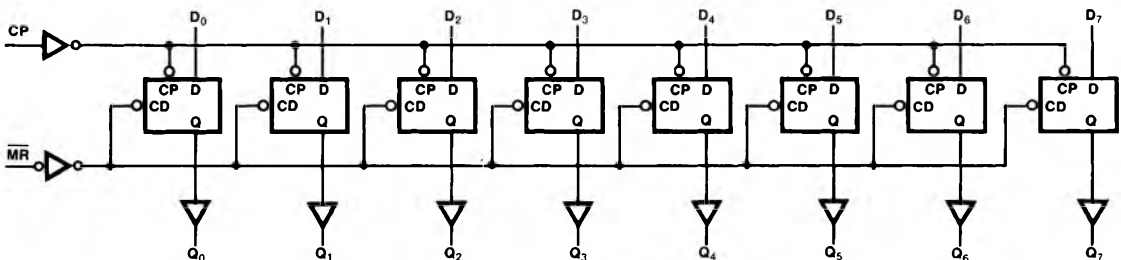 D0 D1 D2 D3 D4 D5 D6 D7
CP
CP D CP D CP D CP D CP D CP D CP D CP D
CD CD CD CD CD CD CD CD
Q Q Q Q Q Q Q Q
M̅R̅
Q0 Q1 Q2 Q3 Q4 Q5 Q6 Q7